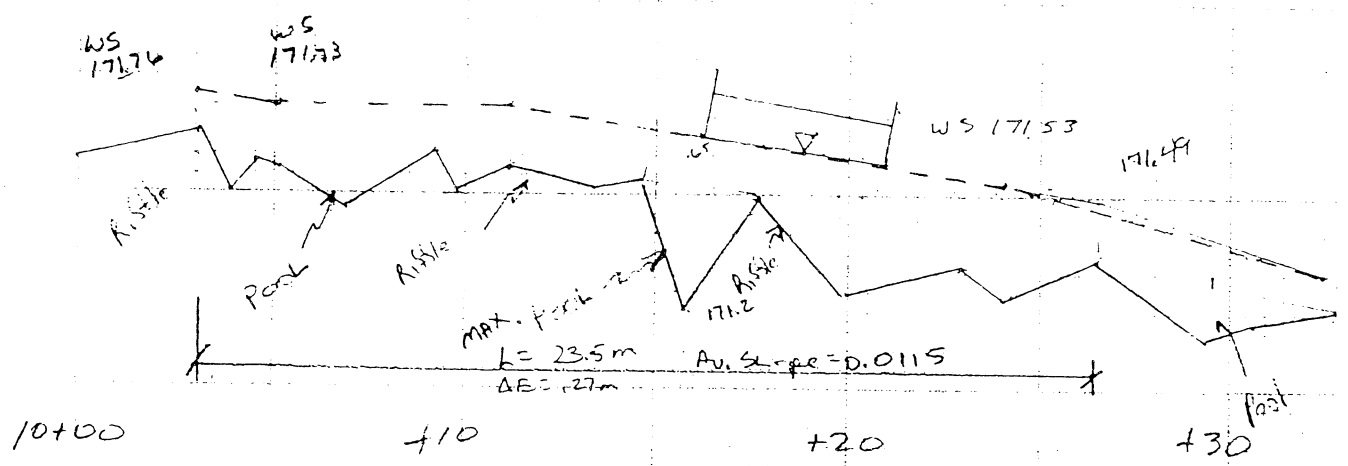 WS
171.76
WS
171.73
WS 171.53
.65
171.49
Riffle
Pool
Riffle
MAX. pool
171.2
Riffle
L= 23.5m Av. Slope = 0.0115
ΔE= .27m
Pool
10+00 +10 +20 +30